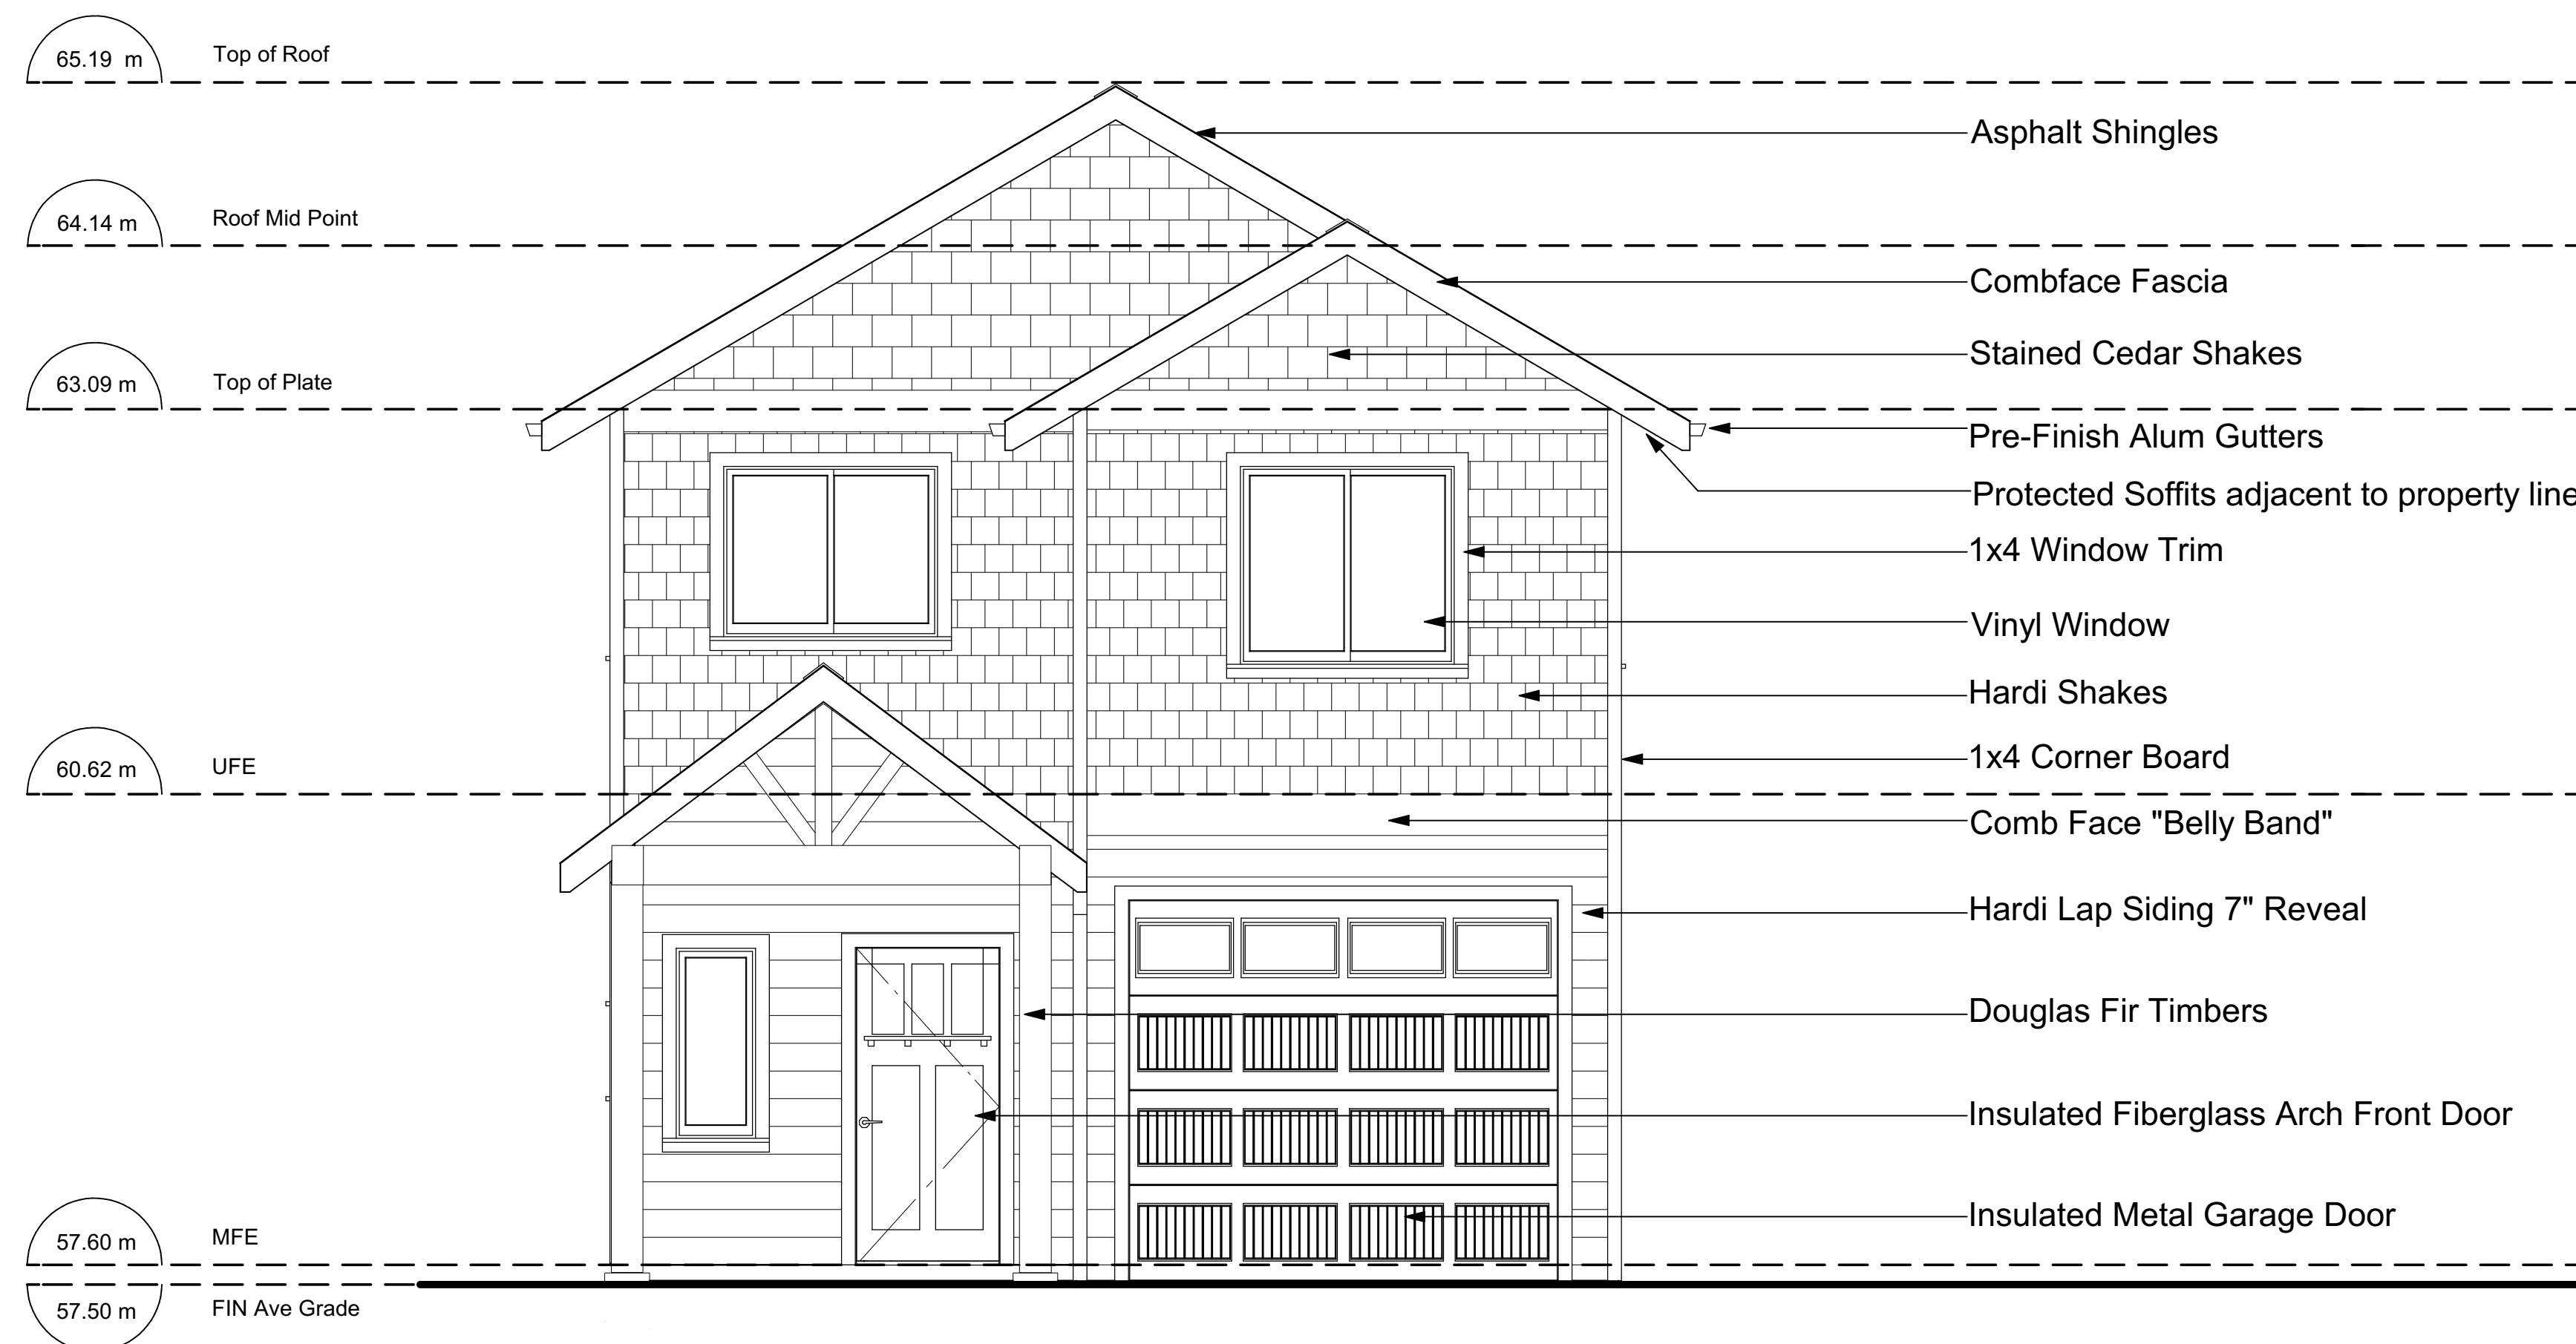 65.19 m Top of Roof
Asphalt Shingles
64.14 m Roof Mid Point
Combface Fascia
Stained Cedar Shakes
63.09 m Top of Plate
Pre-Finish Alum Gutters
Protected Soffits adjacent to property line
1x4 Window Trim
Vinyl Window
Hardi Shakes
1x4 Corner Board
60.62 m UFE
Comb Face "Belly Band"
Hardi Lap Siding 7" Reveal
Douglas Fir Timbers
Insulated Fiberglass Arch Front Door
Insulated Metal Garage Door
57.60 m MFE
57.50 m FIN Ave Grade